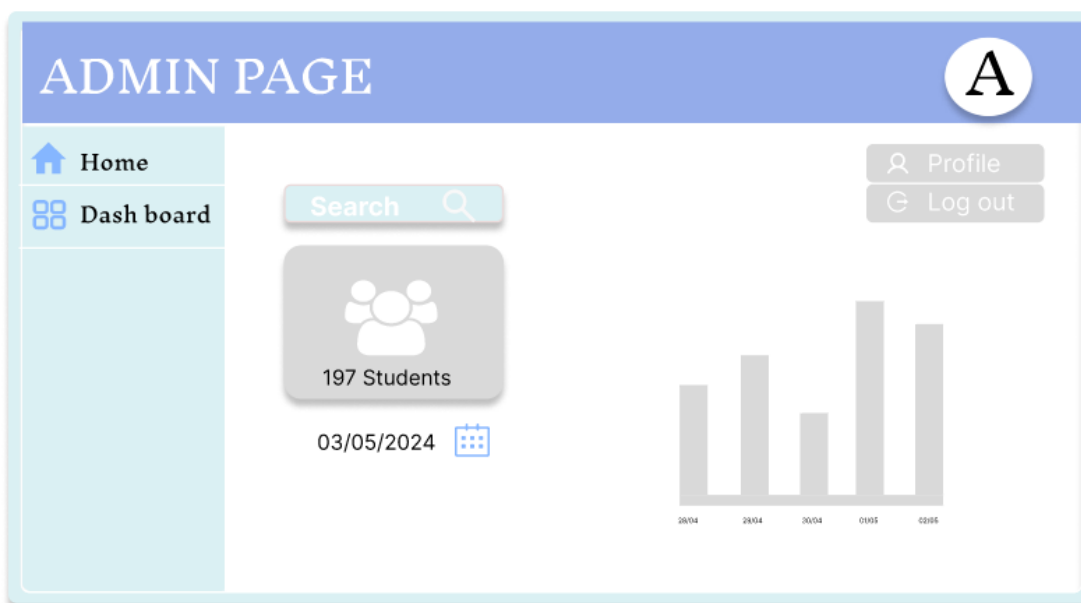 ADMIN PAGE
A
Home
Dash board
Search
Profile
Log out
197 Students
03/05/2024
28/04 29/04 30/04 01/05 02/05